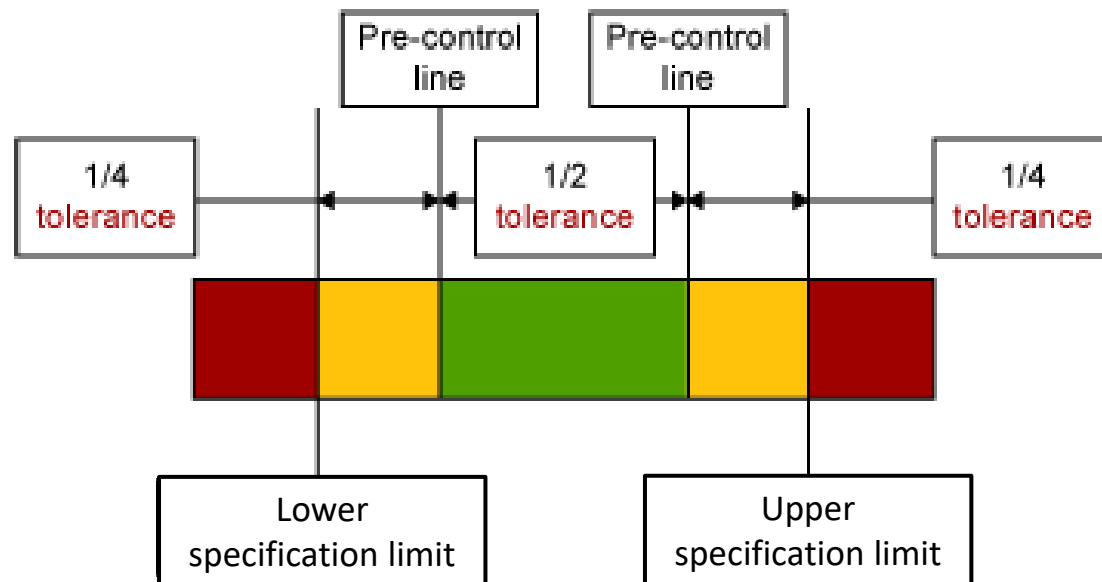 Pre-control
line
Pre-control
line
1/4
tolerance
1/2
tolerance
1/4
tolerance
Lower
specification limit
Upper
specification limit